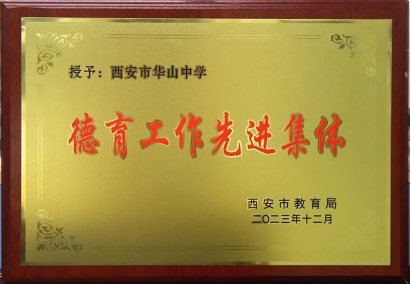 授予：西安市华山中学
德育工作先进集体
西安市教育局
二〇二三年十二月